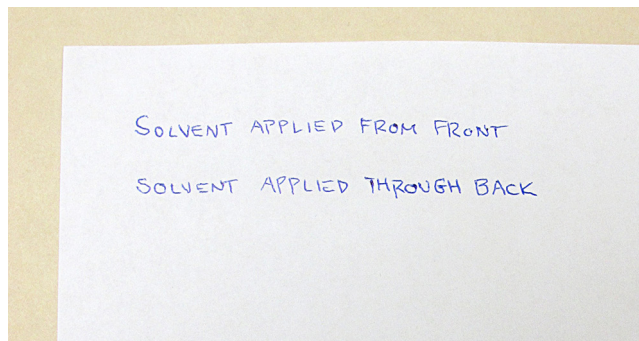 SOLVENT APPLIED FROM FRONT
SOLVENT APPLIED THROUGH BACK